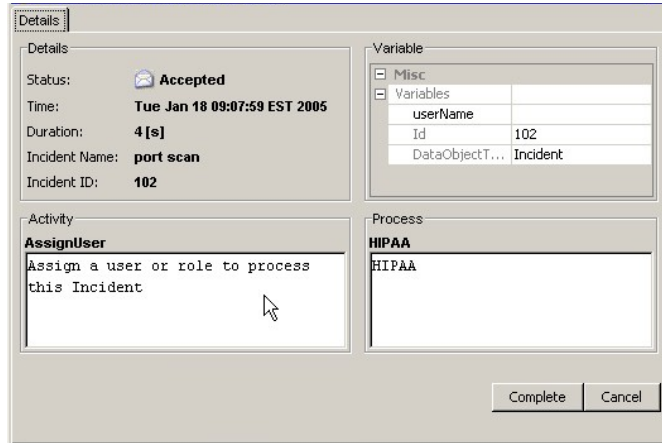 Details
Details
Status: Accepted
Time: Tue Jan 18 09:07:59 EST 2005
Duration: 4 [s]
Incident Name: port scan
Incident ID: 102
Variable
Misc
Variables
userName
Id 102
DataObjectT... Incident
Activity
AssignUser
Assign a user or role to process
this Incident
Process
HIPAA
HIPAA
Complete Cancel